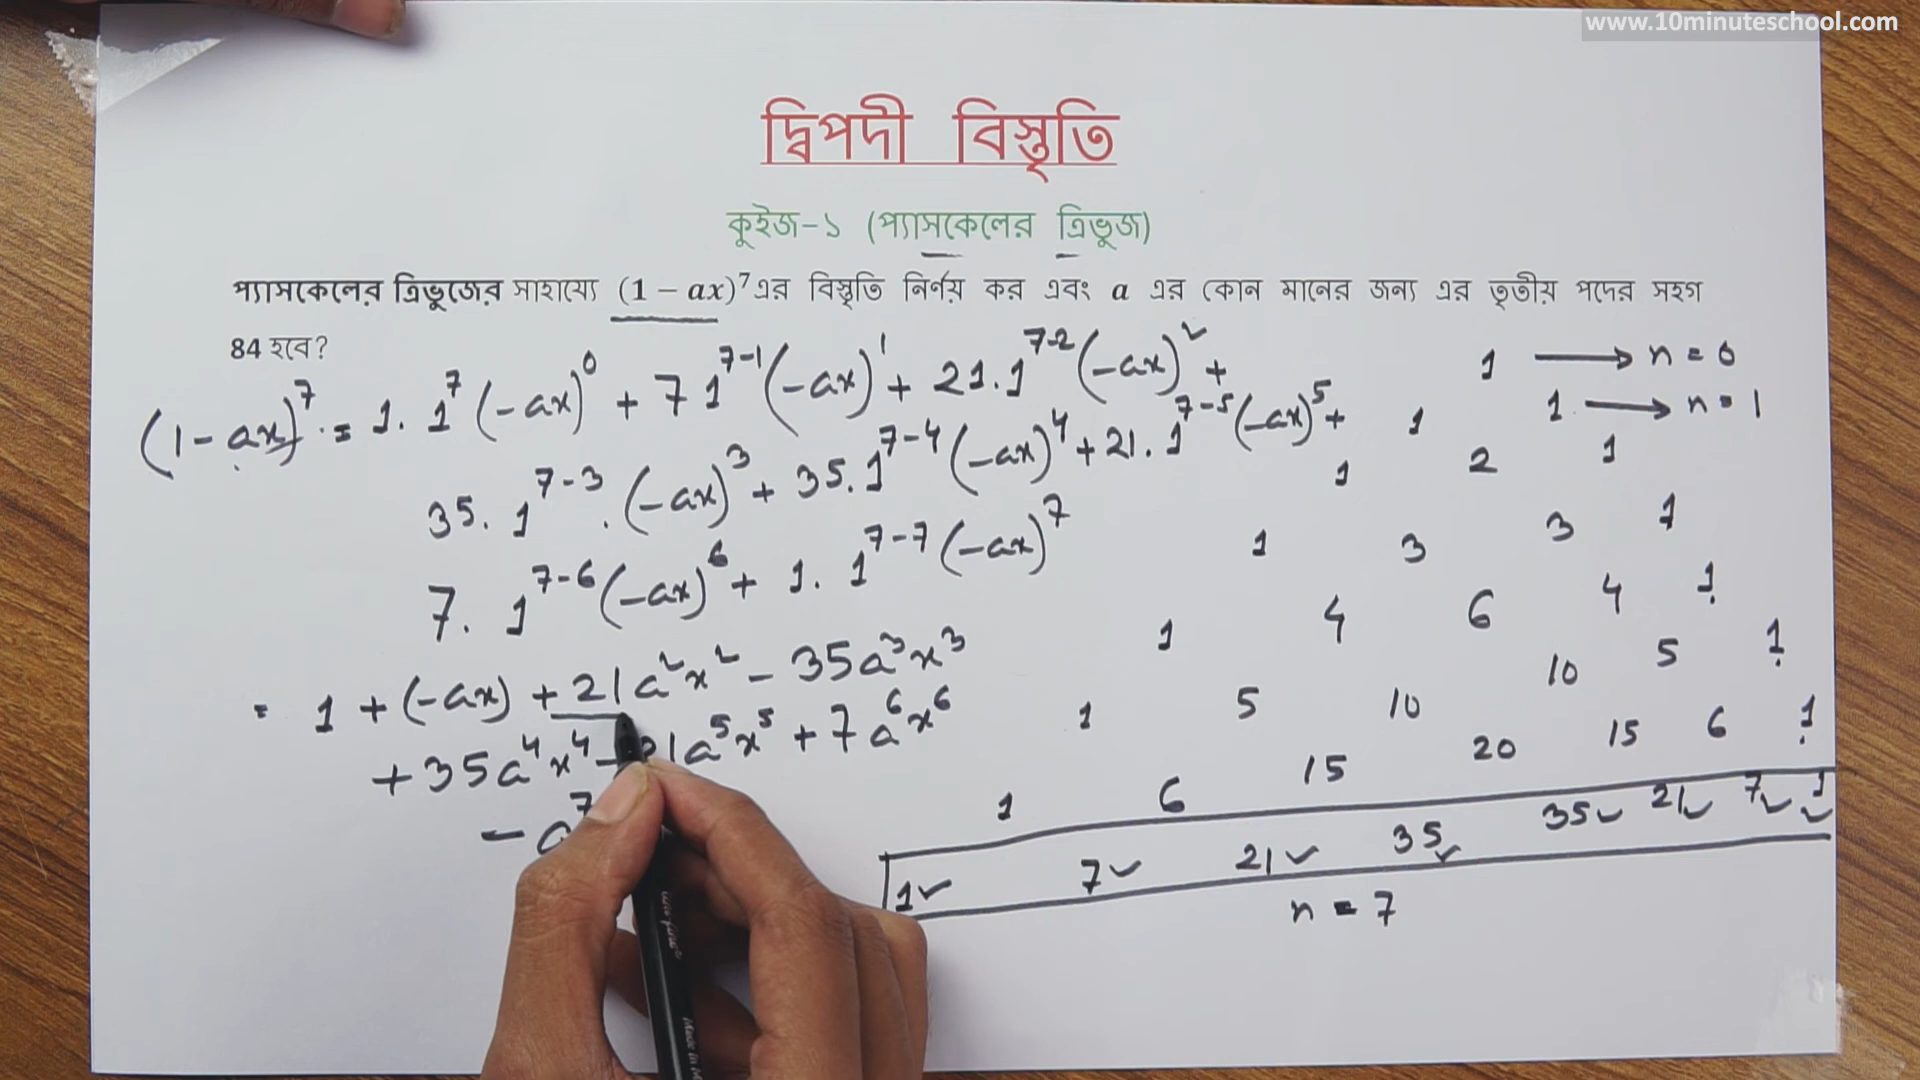 www.10minuteschool.com
দ্বিপদী বিস্তৃতি
কুইজ-১ (প্যাসকেলের ত্রিভূজ)
প্যাসকেলের ত্রিভূজের সাহায্যে (1 − ax)⁷ এর বিস্তৃতি নির্ণয় কর এবং a এর কোন মানের জন্য এর তৃতীয় পদের সহগ
84 হবে?
(1-ax)⁷ = 1. 1⁷ (-ax)⁰ + 7 1⁷⁻¹ (-ax)¹ + 21. 1⁷⁻² (-ax)² +
35. 1⁷⁻³ . (-ax)³ + 35. 1⁷⁻⁴ (-ax)⁴ + 21. 1⁷⁻⁵ (-ax)⁵ +
7. 1⁷⁻⁶ (-ax)⁶ + 1. 1⁷⁻⁷ (-ax)⁷
= 1 + (-ax) + 21a²x² - 35a³x³
+ 35a⁴x⁴ - 21a⁵x⁵ + 7a⁶x⁶
- a⁷
1 → n = 0
1 1 → n = 1
1 2 1
1 3 3 1
1 4 6 4 1
1 5 10 10 5 1
1 6 15 20 15 6 1
1 7 21 35 35 21 7 1
n = 7